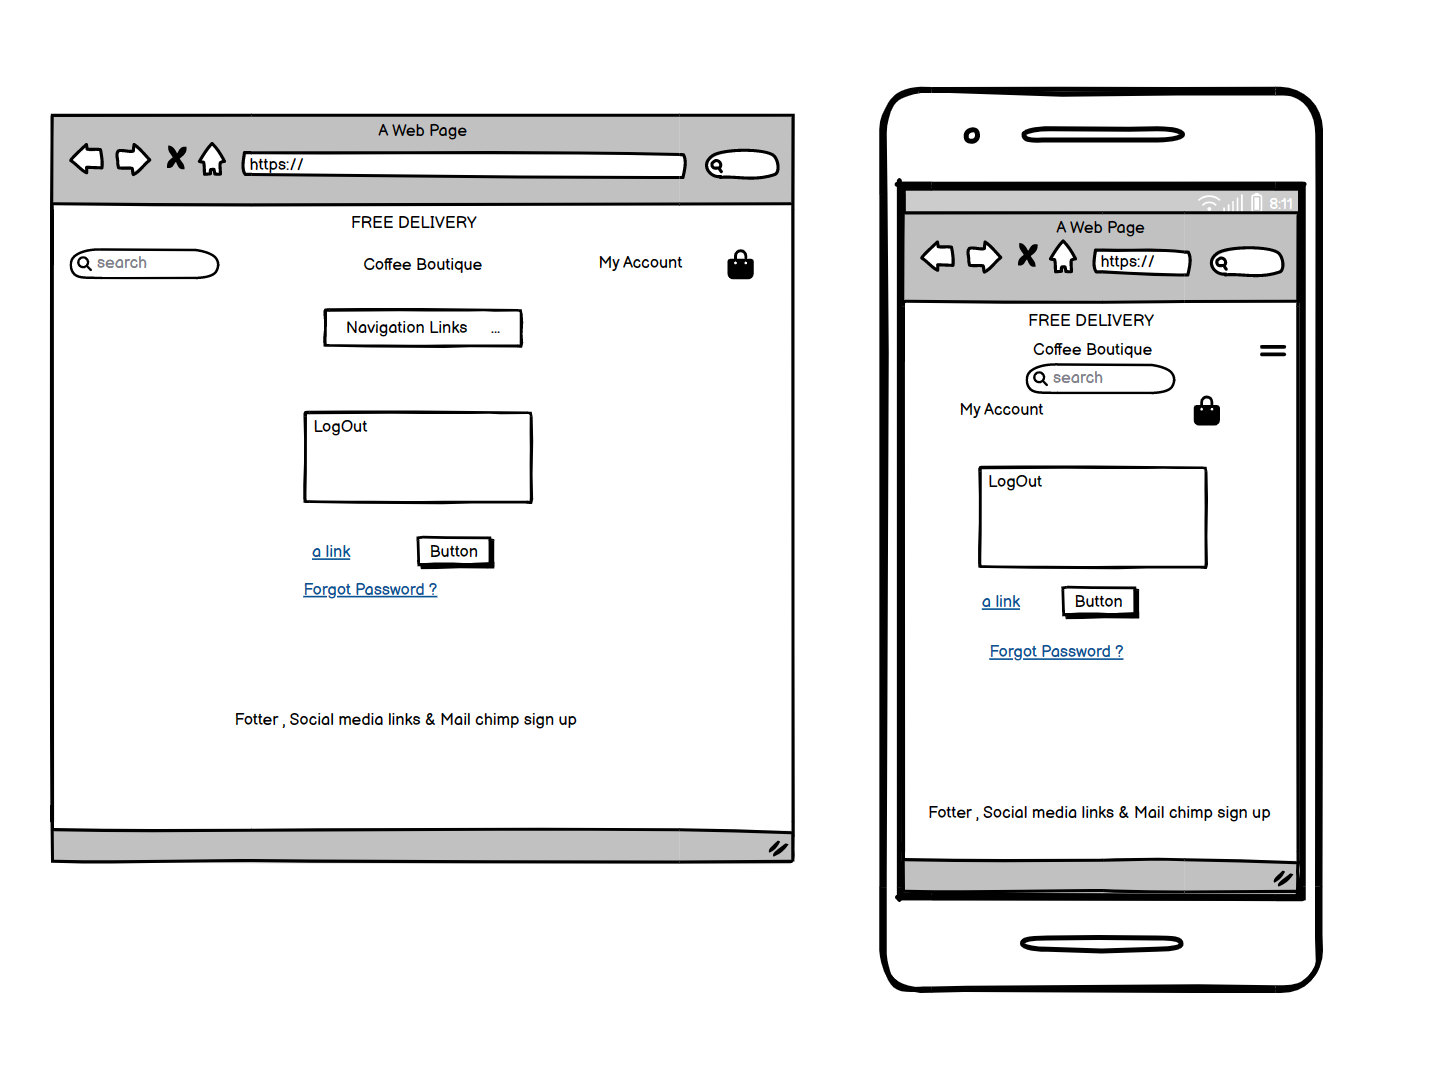 A Web Page
https://
FREE DELIVERY
search
Coffee Boutique
My Account
Navigation Links ...
LogOut
a link
Button
Forgot Password ?
Fotter , Social media links & Mail chimp sign up
8:11
A Web Page
https://
FREE DELIVERY
Coffee Boutique
search
My Account
LogOut
a link
Button
Forgot Password ?
Fotter , Social media links & Mail chimp sign up